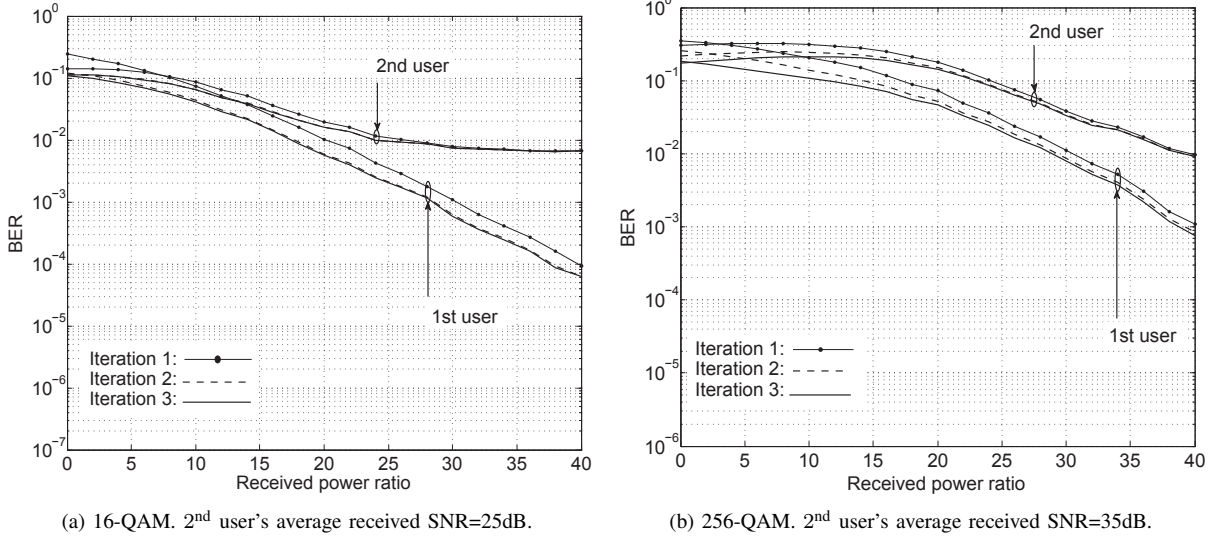 10^0
10^−1
10^−2
10^−3
10^−4
10^−5
10^−6
10^−7
BER
0 5 10 15 20 25 30 35 40
Received power ratio
2nd user
1st user
Iteration 1:
Iteration 2:
Iteration 3:
(a) 16-QAM. 2nd user's average received SNR=25dB.
10^0
10^−1
10^−2
10^−3
10^−4
10^−5
10^−6
BER
0 5 10 15 20 25 30 35 40
Received power ratio
2nd user
1st user
Iteration 1:
Iteration 2:
Iteration 3:
(b) 256-QAM. 2nd user's average received SNR=35dB.